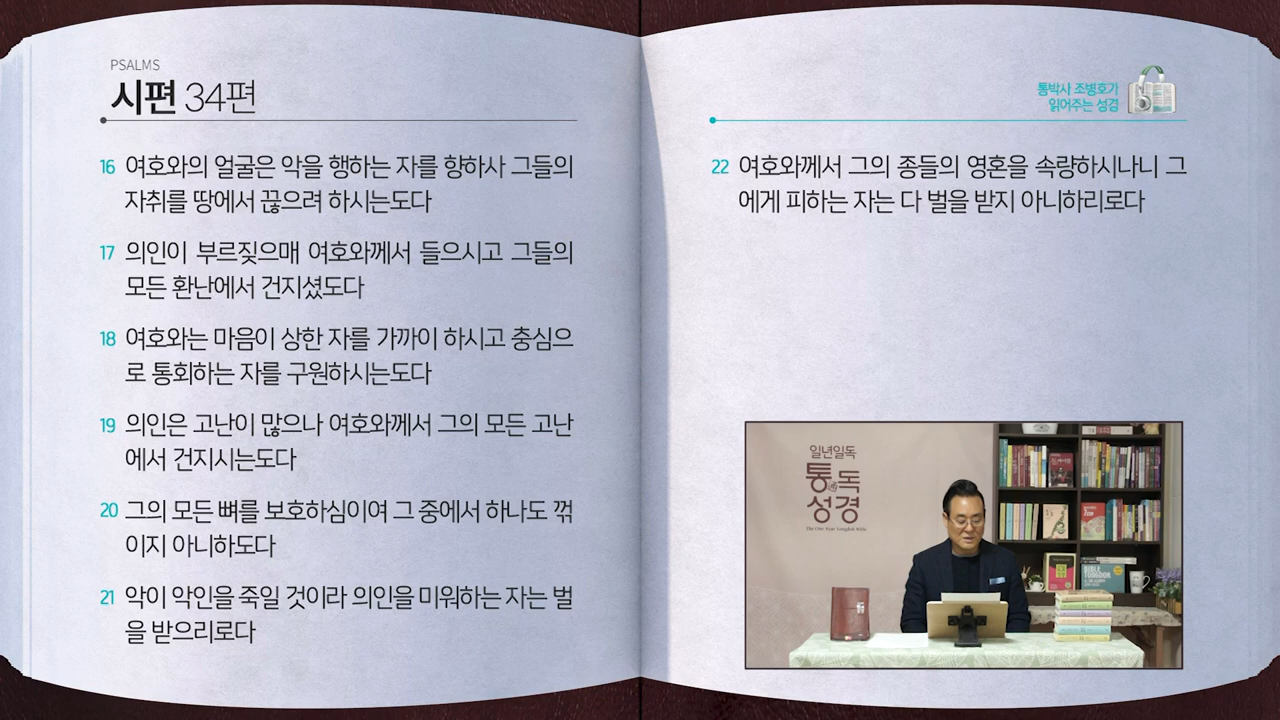 PSALMS
시편 34편
16 여호와의 얼굴은 악을 행하는 자를 향하사 그들의
자취를 땅에서 끊으려 하시는도다
17 의인이 부르짖으매 여호와께서 들으시고 그들의
모든 환난에서 건지셨도다
18 여호와는 마음이 상한 자를 가까이 하시고 충심으
로 통회하는 자를 구원하시는도다
19 의인은 고난이 많으나 여호와께서 그의 모든 고난
에서 건지시는도다
20 그의 모든 뼈를 보호하심이여 그 중에서 하나도 꺾
이지 아니하도다
21 악이 악인을 죽일 것이라 의인을 미워하는 자는 벌
을 받으리로다
통박사 조병호가
읽어주는 성경
22 여호와께서 그의 종들의 영혼을 속량하시나니 그
에게 피하는 자는 다 벌을 받지 아니하리로다
일년일독
통독
성경
The One Year Tongdok Bible
BIBLE
TONGDOK